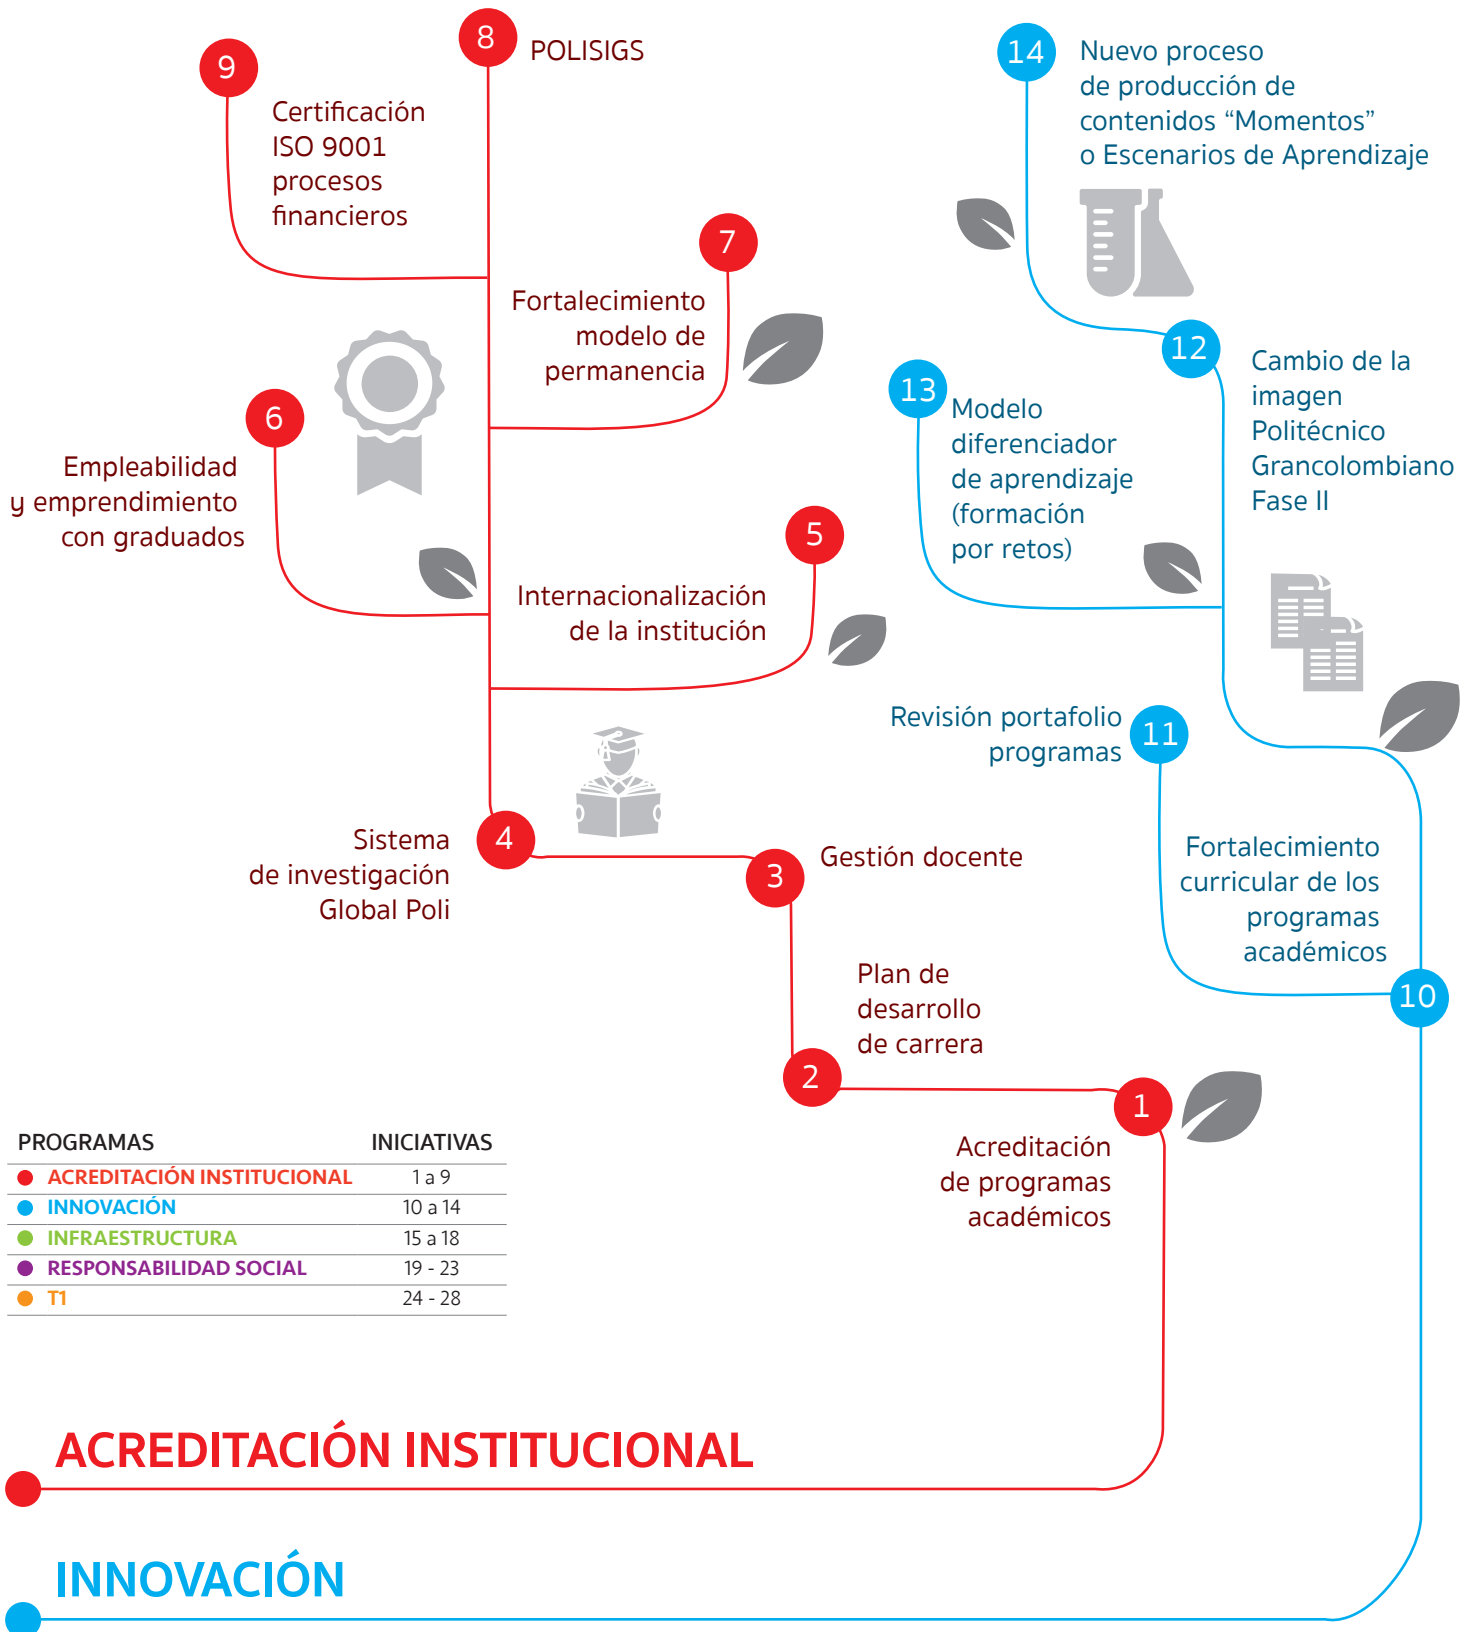 8
POLISIGS
9
Certificación
ISO 9001
procesos
financieros
7
Fortalecimiento
modelo de
permanencia
6
Empleabilidad
y emprendimiento
con graduados
5
Internacionalización
de la institución
4
Sistema
de investigación
Global Poli
3
Gestión docente
2
Plan de
desarrollo
de carrera
1
Acreditación
de programas
académicos
14
Nuevo proceso
de producción de
contenidos “Momentos”
o Escenarios de Aprendizaje
12
Cambio de la
imagen
Politécnico
Grancolombiano
Fase II
13
Modelo
diferenciador
de aprendizaje
(formación
por retos)
11
Revisión portafolio
programas
10
Fortalecimiento
curricular de los
programas
académicos
PROGRAMAS INICIATIVAS
ACREDITACIÓN INSTITUCIONAL 1 a 9
INNOVACIÓN 10 a 14
INFRAESTRUCTURA 15 a 18
RESPONSABILIDAD SOCIAL 19 - 23
T1 24 - 28
ACREDITACIÓN INSTITUCIONAL
INNOVACIÓN